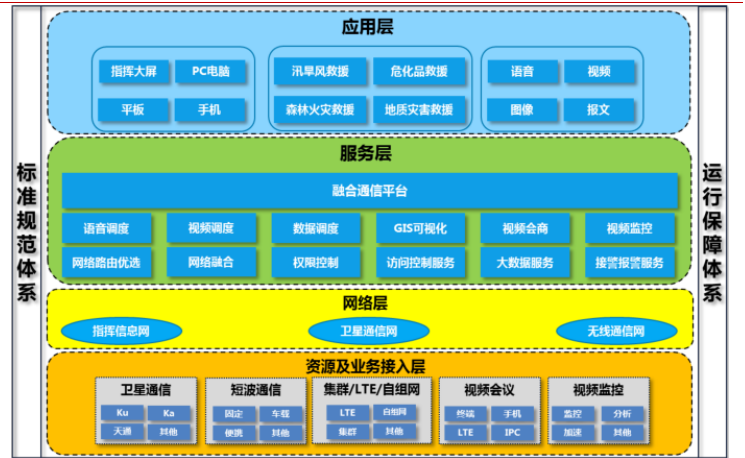 应用层
指挥大屏 PC电脑 汛旱风救援 危化品救援 语音 视频
平板 手机 森林火灾救援 地质灾害救援 图像 报文
服务层
融合通信平台
语音调度 视频调度 数据调度 GIS可视化 视频会商 视频监控
网络路由优选 网络融合 权限控制 访问控制服务 大数据服务 接警报警服务
网络层
指挥信息网 卫星通信网 无线通信网
资源及业务接入层
卫星通信 短波通信 集群/LTE/自组网 视频会议 视频监控
Ku Ka 固定 车载 LTE 自组网 终端 手机 监控 分析
天通 其他 便携 其他 集群 其他 LTE IPC 加速 其他
标准规范体系
运行保障体系